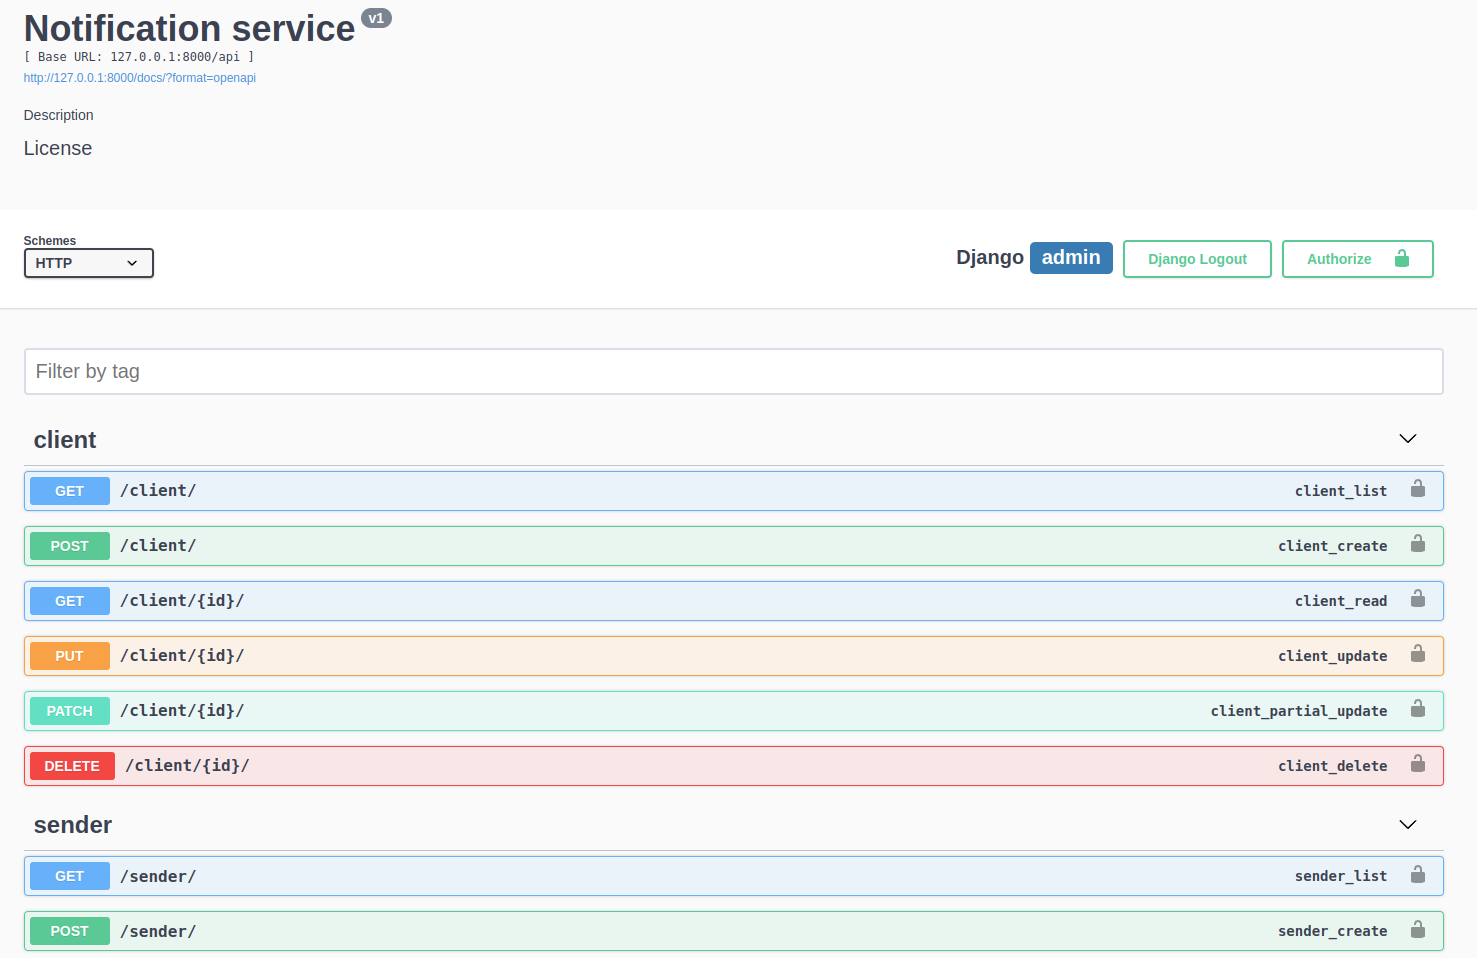 Notification service v1
[ Base URL: 127.0.0.1:8000/api ]
http://127.0.0.1:8000/docs/?format=openapi
Description
License
Schemes
HTTP
Django admin
Django Logout
Authorize
Filter by tag
client
GET /client/ client_list
POST /client/ client_create
GET /client/{id}/ client_read
PUT /client/{id}/ client_update
PATCH /client/{id}/ client_partial_update
DELETE /client/{id}/ client_delete
sender
GET /sender/ sender_list
POST /sender/ sender_create